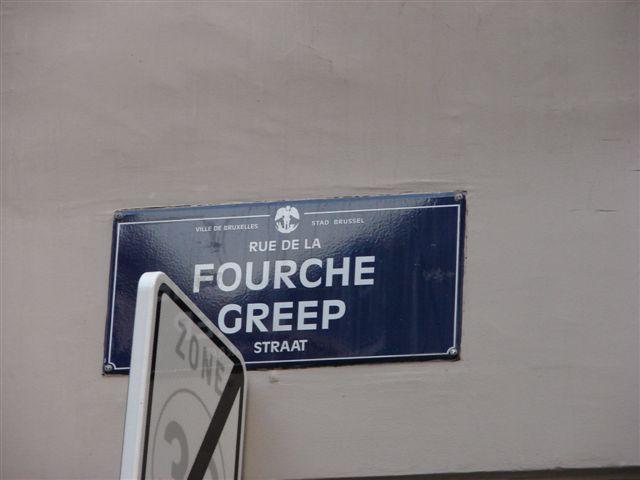 VILLE DE BRUXELLES STAD BRUSSEL
RUE DE LA
FOURCHE
GREEP
STRAAT
ZONE